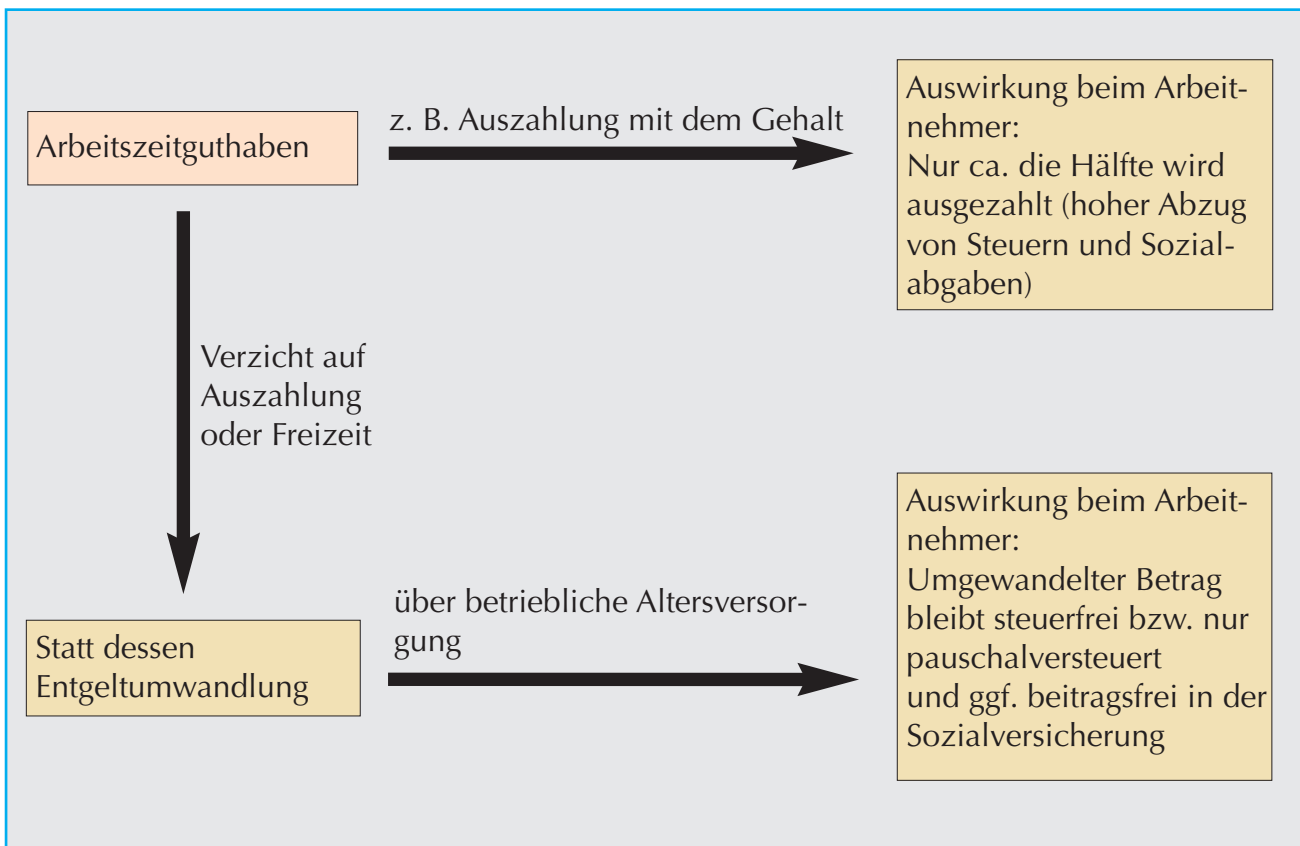 Arbeitszeitguthaben
z. B. Auszahlung mit dem Gehalt
Auswirkung beim Arbeit-
nehmer:
Nur ca. die Hälfte wird
ausgezahlt (hoher Abzug
von Steuern und Sozial-
abgaben)
Verzicht auf
Auszahlung
oder Freizeit
Statt dessen
Entgeltumwandlung
über betriebliche Altersversor-
gung
Auswirkung beim Arbeit-
nehmer:
Umgewandelter Betrag
bleibt steuerfrei bzw. nur
pauschalversteuert
und ggf. beitragsfrei in der
Sozialversicherung